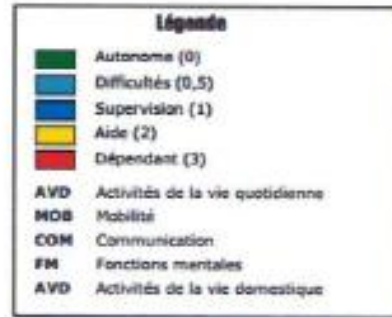 Légende
Autonome (0)
Difficultés (0,5)
Supervision (1)
Aide (2)
Dépendant (3)
AVD Activités de la vie quotidienne
MOB Mobilité
COM Communication
FM Fonctions mentales
AVD Activités de la vie domestique